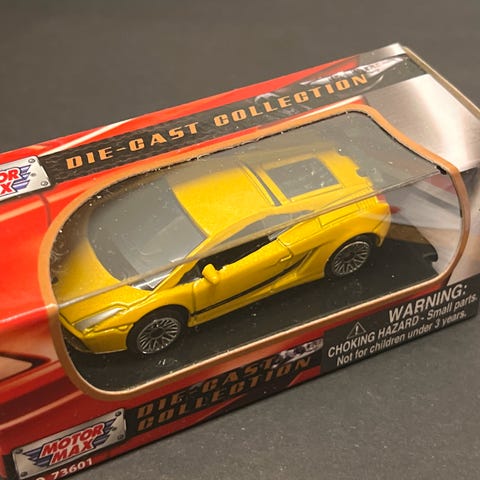 DIE-CAST COLLECTION
MOTOR
MAX
WARNING:
CHOKING HAZARD - Small parts.
Not for children under 3 years.
DIE-CAST
COLLECTION
MOTOR
MAX
73601